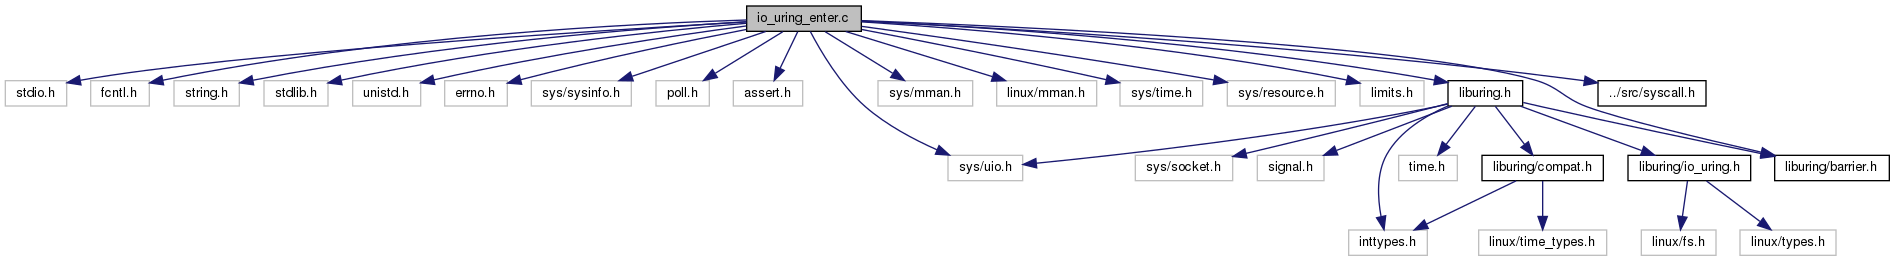 io_uring_enter.c
stdio.h
fcntl.h
string.h
stdlib.h
unistd.h
errno.h
sys/sysinfo.h
poll.h
assert.h
sys/mman.h
linux/mman.h
sys/time.h
sys/resource.h
limits.h
liburing.h
../src/syscall.h
sys/uio.h
sys/socket.h
signal.h
time.h
liburing/compat.h
liburing/io_uring.h
liburing/barrier.h
inttypes.h
linux/time_types.h
linux/fs.h
linux/types.h